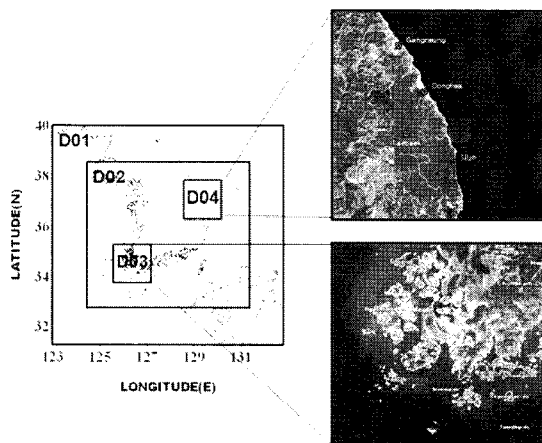 Gangneung
Donghae
Uljin
40
D01
D02
38
D04
36
D03
34
32
123
125
127
129
131
LATITUDE(N)
LONGITUDE(E)